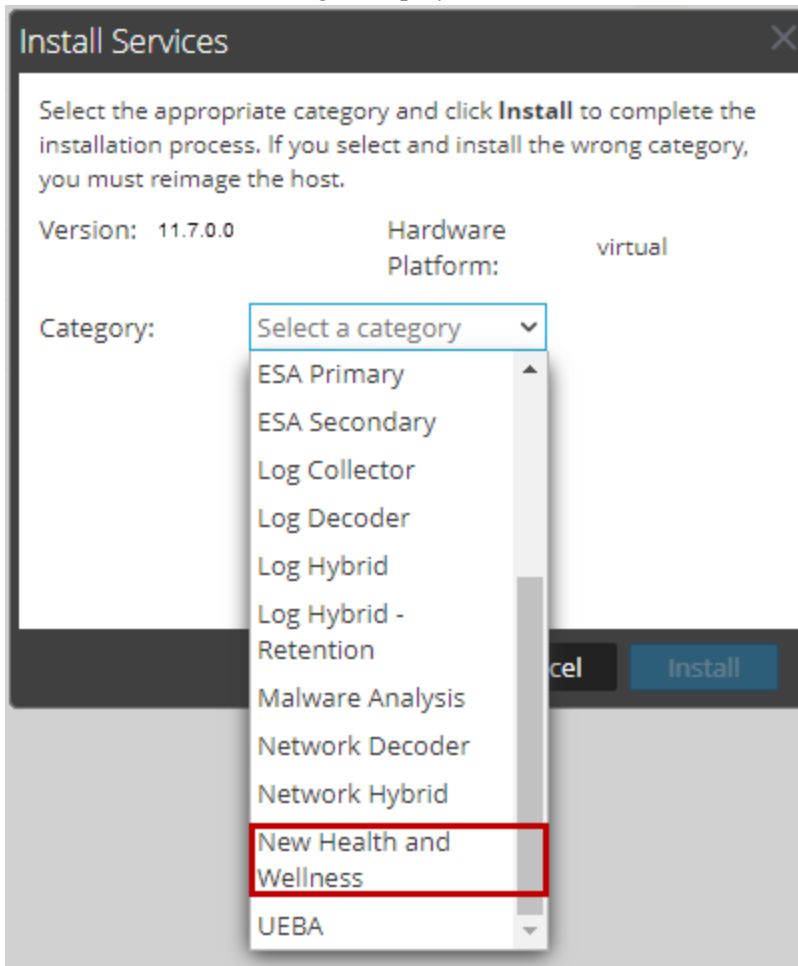 Install Services
Select the appropriate category and click Install to complete the
installation process. If you select and install the wrong category,
you must reimage the host.
Version: 11.7.0.0 Hardware
Platform: virtual
Category: Select a category
ESA Primary
ESA Secondary
Log Collector
Log Decoder
Log Hybrid
Log Hybrid -
Retention
cel Install
Malware Analysis
Network Decoder
Network Hybrid
New Health and
Wellness
UEBA